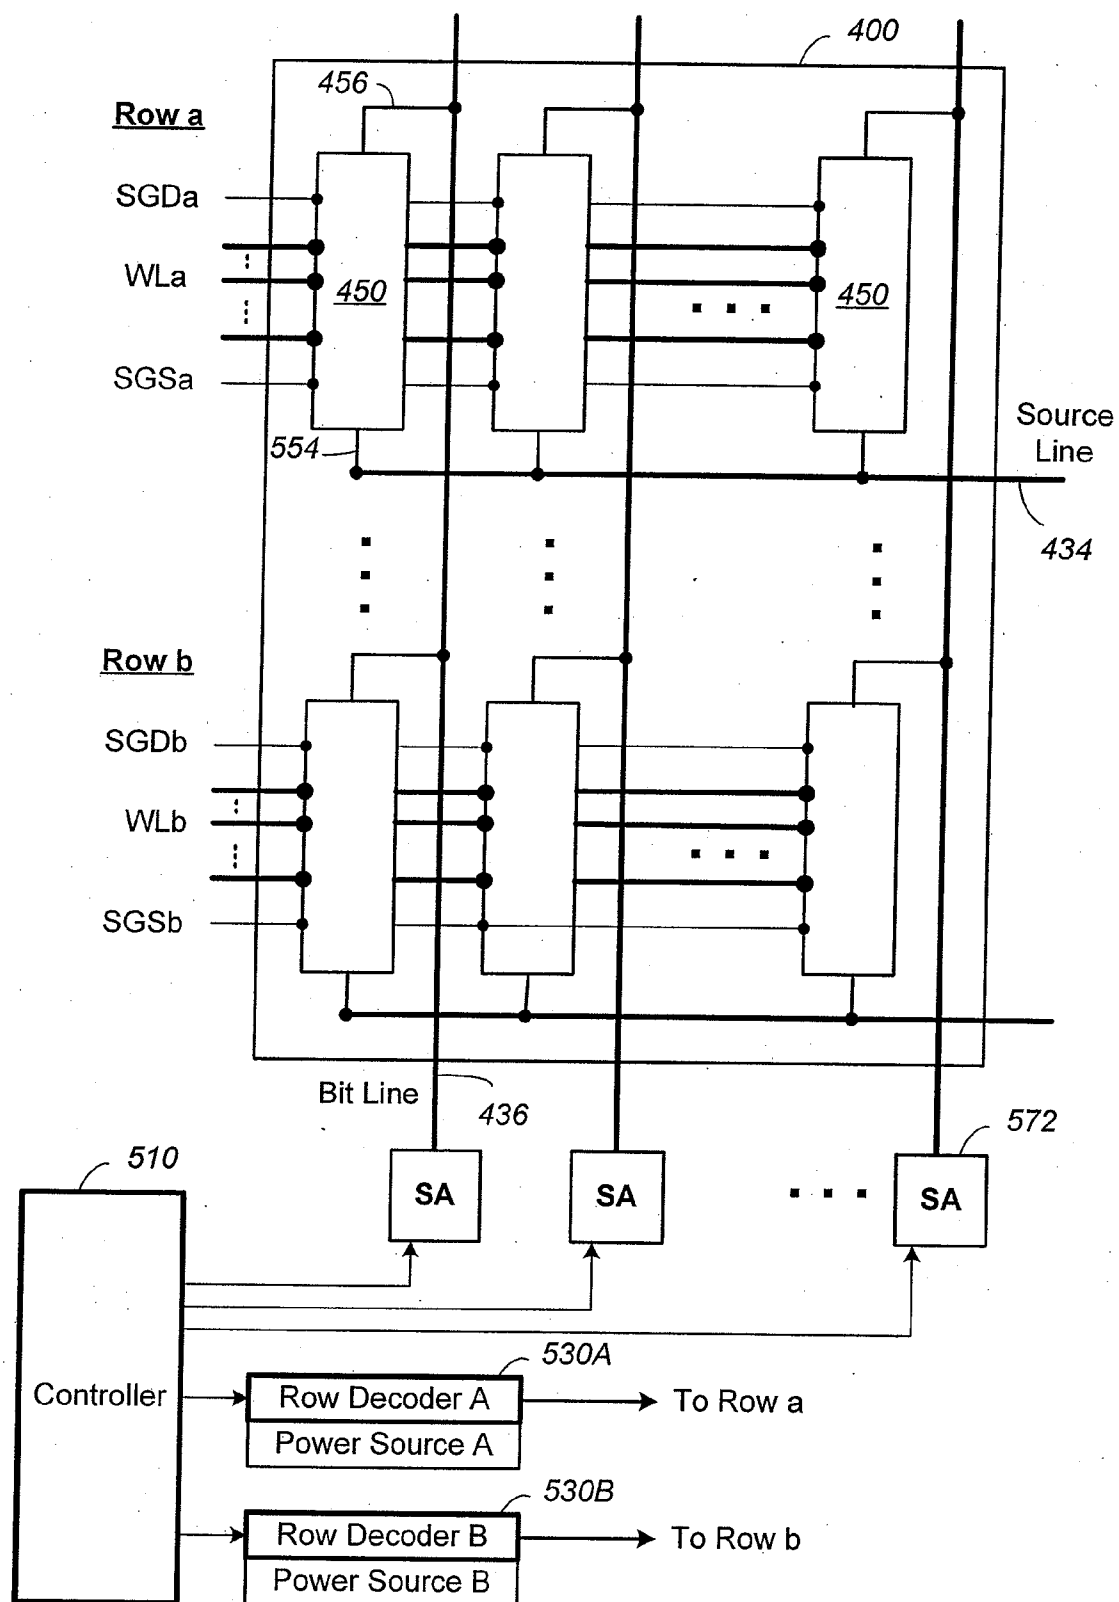 400
456
Row a
SGDa
WLa
450
450
SGSa
554
Source
Line
434
Row b
SGDb
WLb
SGSb
Bit Line
436
572
510
SA
SA
SA
530A
Controller
Row Decoder A
To Row a
Power Source A
530B
Row Decoder B
To Row b
Power Source B